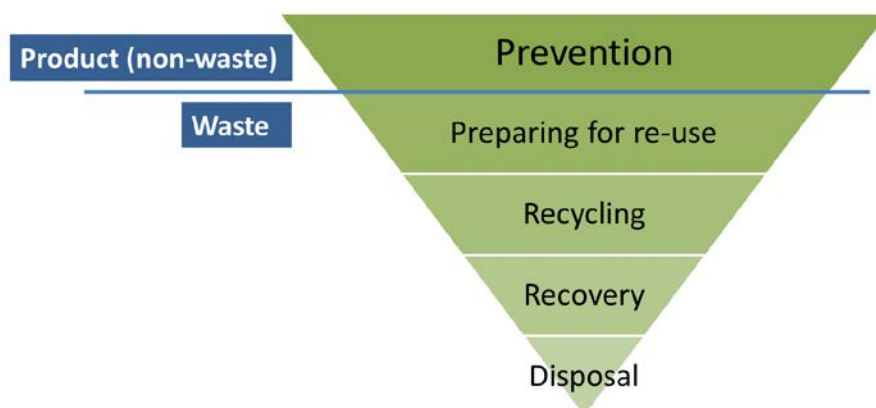 Prevention
Product (non-waste)
Waste
Preparing for re-use
Recycling
Recovery
Disposal